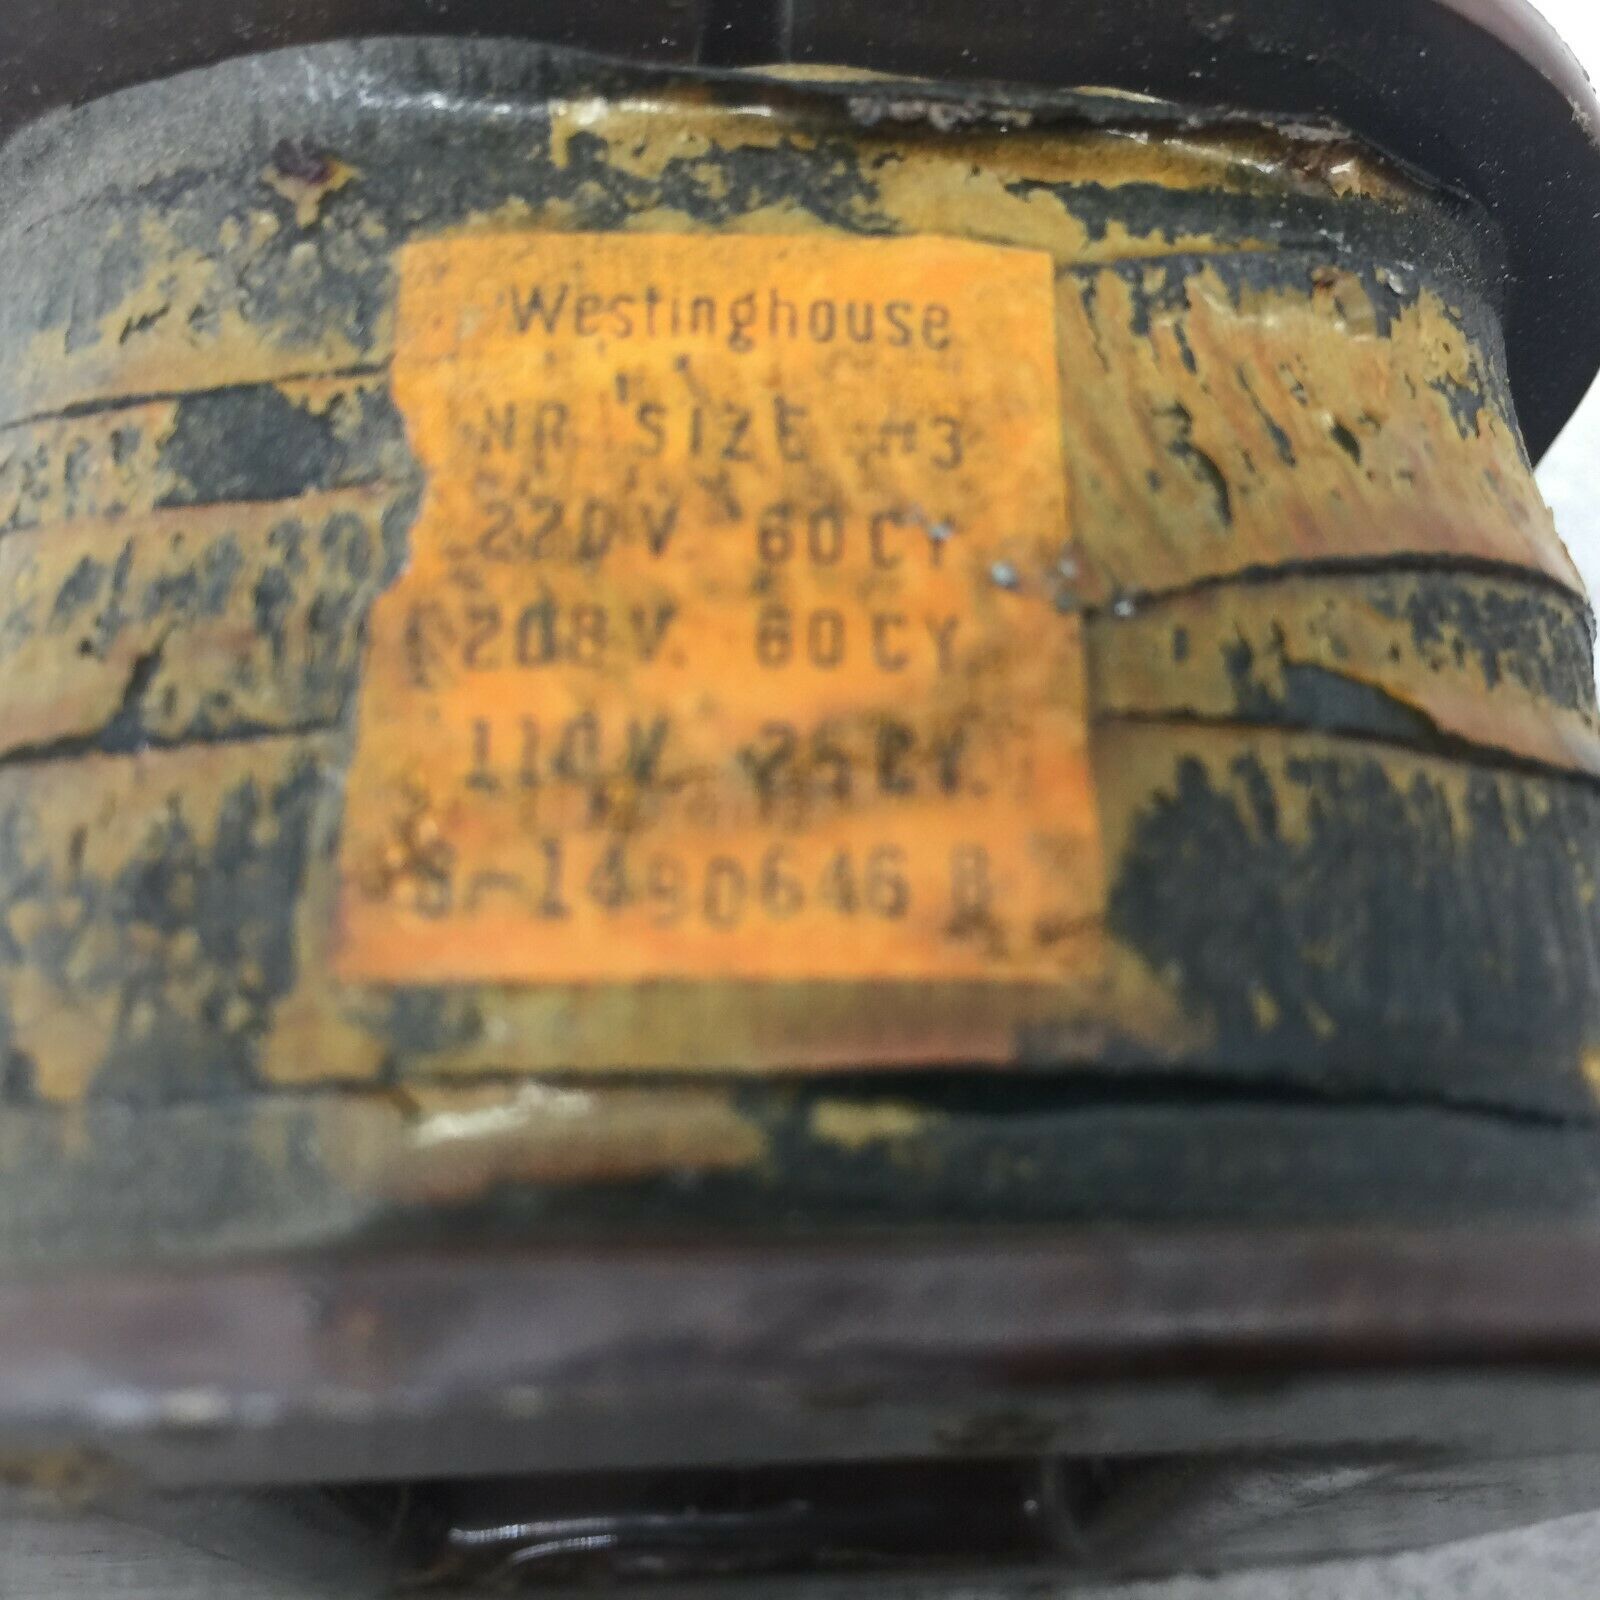 Westinghouse
NR SIZE #3
220V. 60CY
208V. 60CY.
110V. 25CY.
S-1490646 B